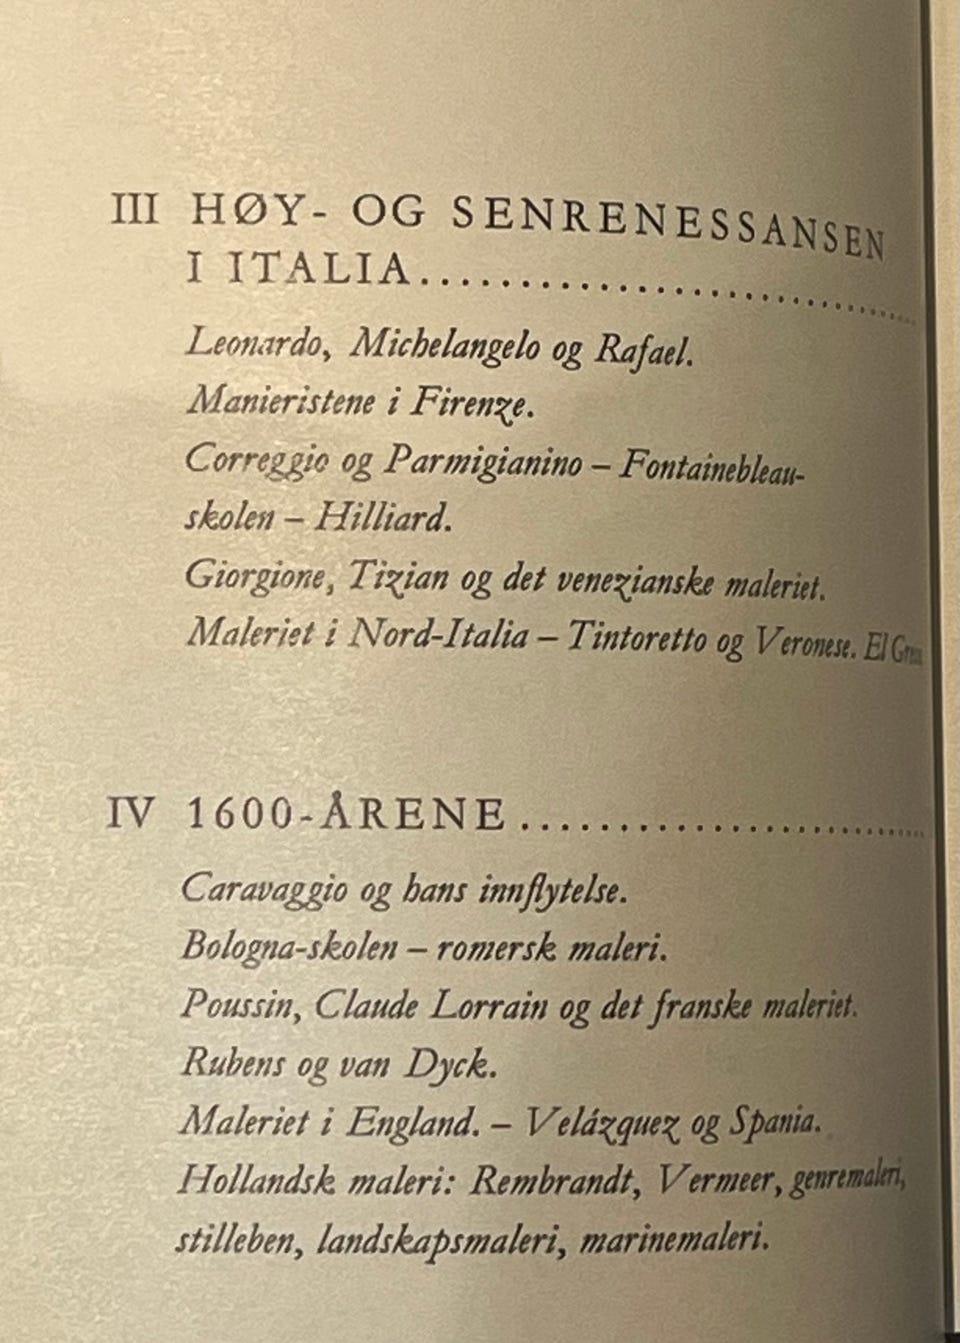 III HØY- OG SENRENESSANSEN
I ITALIA........................................
Leonardo, Michelangelo og Rafael.
Manieristene i Firenze.
Correggio og Parmigianino – Fontainebleau-
skolen – Hilliard.
Giorgione, Tizian og det venezianske maleriet.
Maleriet i Nord-Italia – Tintoretto og Veronese. El
IV 1600-ÅRENE................................
Caravaggio og hans innflytelse.
Bologna-skolen – romersk maleri.
Poussin, Claude Lorrain og det franske maleriet.
Rubens og van Dyck.
Maleriet i England. – Velázquez og Spania.
Hollandsk maleri: Rembrandt, Vermeer, genremaleri,
stilleben, landskapsmaleri, marinemaleri.